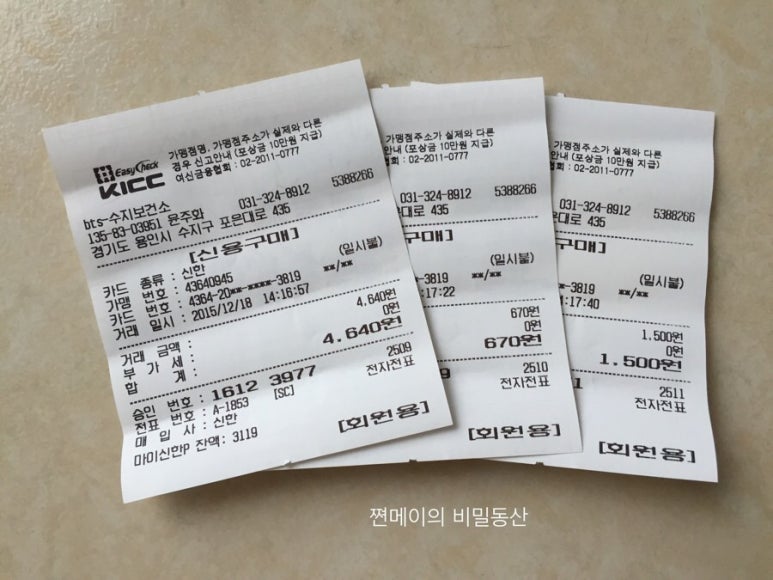 Easy Check
KICC
가맹점명, 가맹점주소가 실제와 다른
경우 신고안내 (포상금 10만원 지급)
여신금융협회 : 02-2011-0777
bts-수지보건소
031-324-8912 5388266
135-83-03951 윤주화
경기도 용인시 수지구 포은대로 435
[신용구매]
카드 종류 : 신한 (일시불)
가맹 번호 : 43640945
카드 번호 : 4364-20**-****-3819 **/**
거래 일시 : 2015/12/18 14:16:57
거래 금액 : 4,640원
부 가 세 : 0원
합 계 : 4,640원
2509
승인 번호 : 1612 3977 전자전표
전표 번호 : A-1853 [SC]
매 입 사 : 신한
마이신한P 잔액: 3119
[회원용]
가맹점주소가 실제와 다른
안내 (포상금 10만원 지급)
협회 : 02-2011-0777
031-324-8912 5388266
은대로 435
구매]
(일시불)
-3819 **/**
:17:22
670원
0원
670원
2510
전자전표
[회원용]
가맹점주소가 실제와 다른
안내 (포상금 10만원 지급)
협회 : 02-2011-0777
031-324-8912 5388266
대로 435
구매]
(일시불)
*-3819 **/**
:17:40
1,500원
0원
1,500원
2511
전자전표
[회원용]
쪈메이의 비밀동산